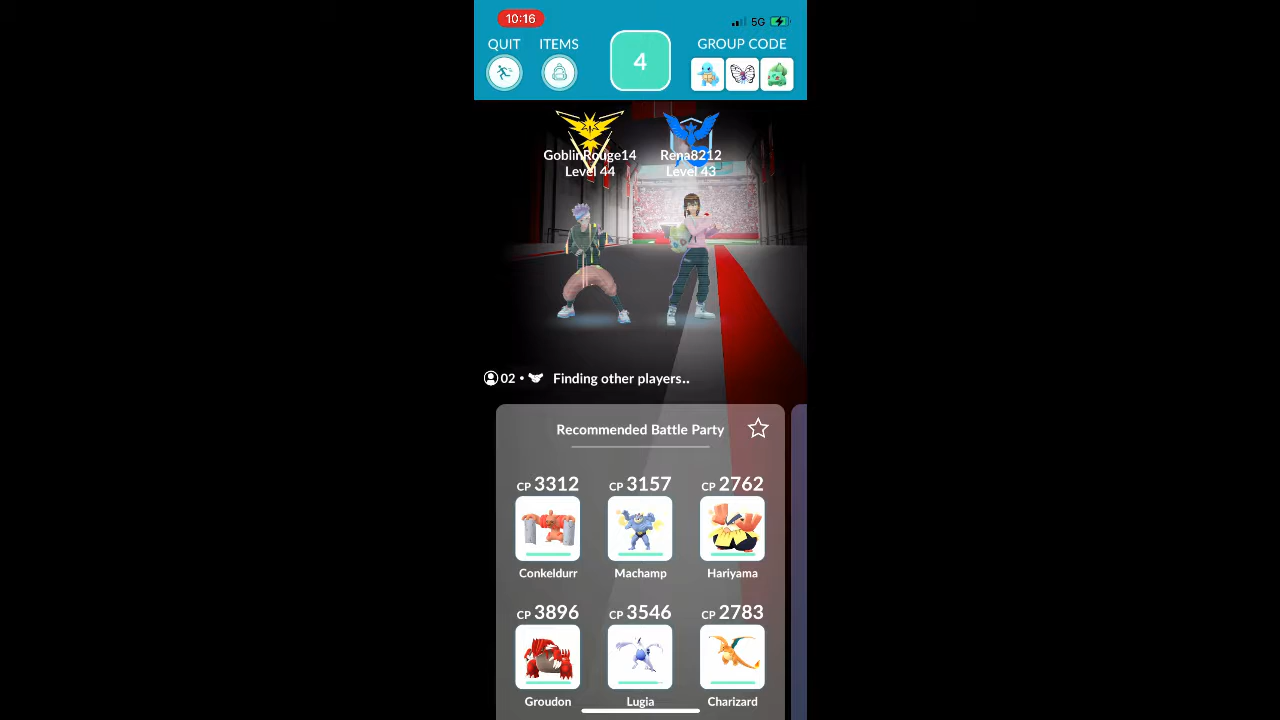 10:16
5G
QUIT
ITEMS
4
GROUP CODE
GoblinRouge14
Level 44
Rena8212
Level 43
02 • Finding other players..
Recommended Battle Party
CP 3312
CP 3157
CP 2762
Conkeldurr
Machamp
Hariyama
CP 3896
CP 3546
CP 2783
Groudon
Lugia
Charizard